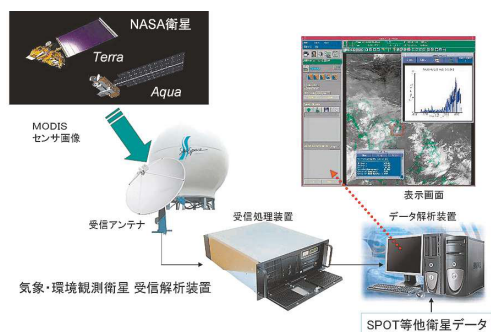 NASA衛星
Terra
Aqua
MODIS
センサ画像
受信アンテナ
受信処理装置
表示画面
データ解析装置
気象・環境観測衛星 受信解析装置
SPOT等他衛星データ